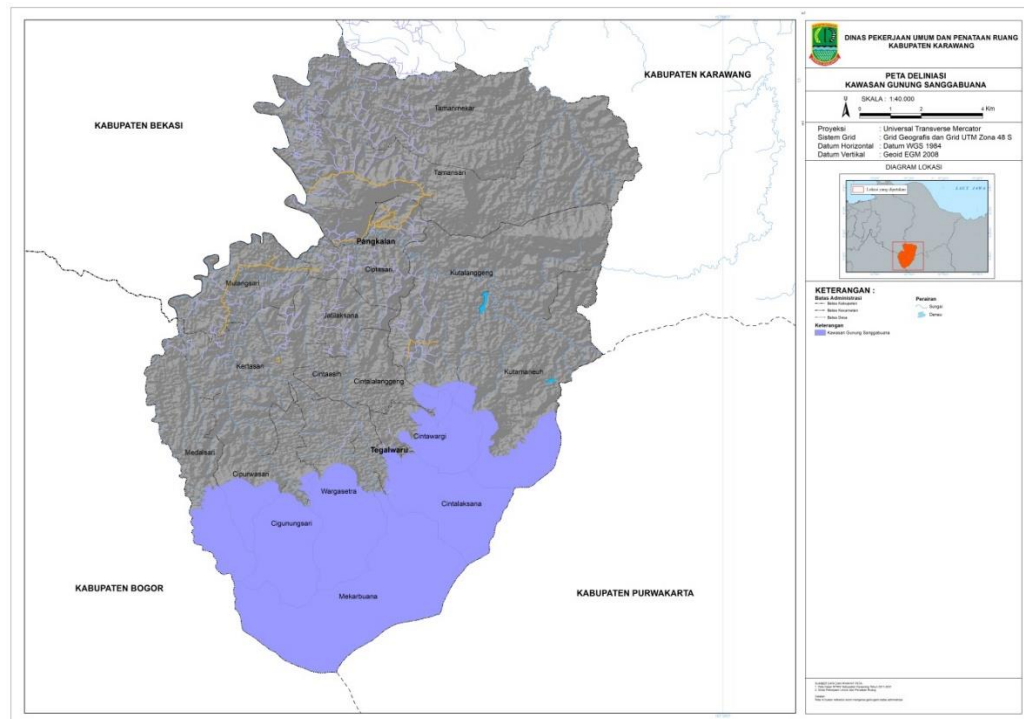 KABUPATEN BEKASI
KABUPATEN KARAWANG
Tamanmekar
Tamansari
Pangkalan
Ciptasari
Kutalanggeng
Mulangsari
Jatilaksana
Kertasari
Cintaasih
Cintalanggeng
Kutamaneuh
Cintawargi
Tegalwaru
Medalsari
Cipurwasari
Wargasetra
Cintalaksana
Cigunungsari
Mekarbuana
KABUPATEN BOGOR
KABUPATEN PURWAKARTA
DINAS PEKERJAAN UMUM DAN PENATAAN RUANG
KABUPATEN KARAWANG
PETA DELINIASI
KAWASAN GUNUNG SANGGABUANA
U
SKALA : 1:40.000
0 1 2 4 Km
Proyeksi : Universal Transverse Mercator
Sistem Grid : Grid Geografis dan Grid UTM Zona 48 S
Datum Horizontal : Datum WGS 1984
Datum Vertikal : Geoid EGM 2008
DIAGRAM LOKASI
Lokasi yang dipetakan
LAUT JAWA
KETERANGAN :
Batas Administrasi
Batas Kabupaten
Batas Kecamatan
Batas Desa
Perairan
Sungai
Danau
Keterangan
Kawasan Gunung Sanggabuana